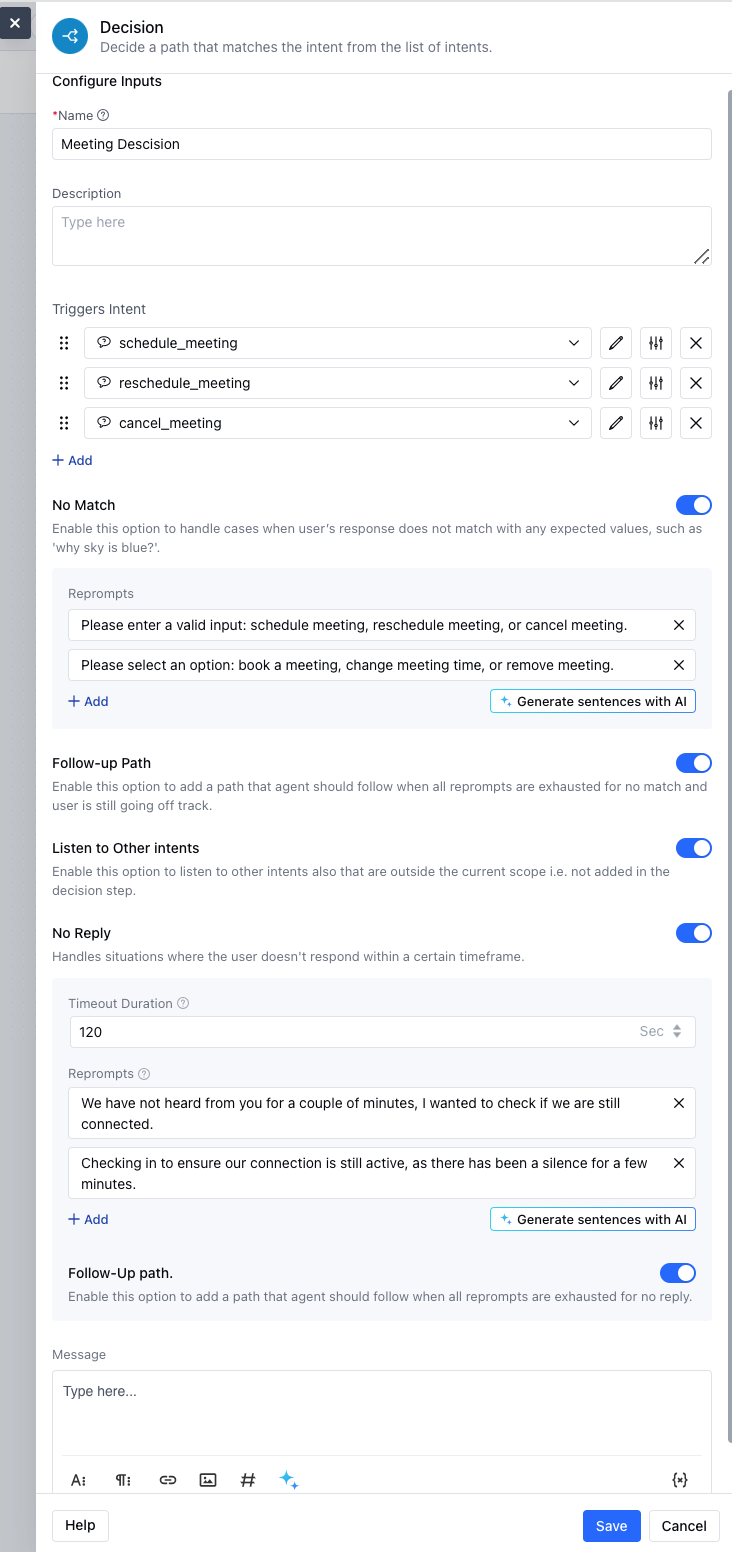 Decision
Decide a path that matches the intent from the list of intents.
Configure Inputs
*Name
Meeting Descision
Description
Type here
Triggers Intent
schedule_meeting
reschedule_meeting
cancel_meeting
+ Add
No Match
Enable this option to handle cases when user's response does not match with any expected values, such as
'why sky is blue?'.
Reprompts
Please enter a valid input: schedule meeting, reschedule meeting, or cancel meeting.
Please select an option: book a meeting, change meeting time, or remove meeting.
+ Add
Generate sentences with AI
Follow-up Path
Enable this option to add a path that agent should follow when all reprompts are exhausted for no match and
user is still going off track.
Listen to Other intents
Enable this option to listen to other intents also that are outside the current scope i.e. not added in the
decision step.
No Reply
Handles situations where the user doesn't respond within a certain timeframe.
Timeout Duration
120 Sec
Reprompts
We have not heard from you for a couple of minutes, I wanted to check if we are still
connected.
Checking in to ensure our connection is still active, as there has been a silence for a few
minutes.
+ Add
Generate sentences with AI
Follow-Up path.
Enable this option to add a path that agent should follow when all reprompts are exhausted for no reply.
Message
Type here...
Help
Save
Cancel